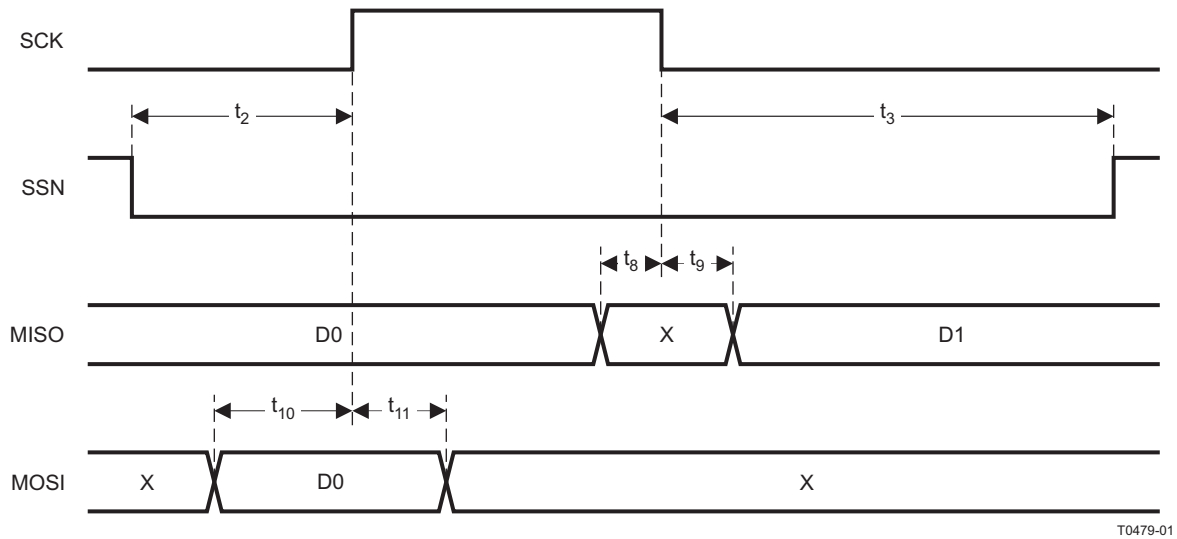 SCK
t2
t3
SSN
t8
t9
MISO
D0
X
D1
t10
t11
MOSI
X
D0
X
T0479-01